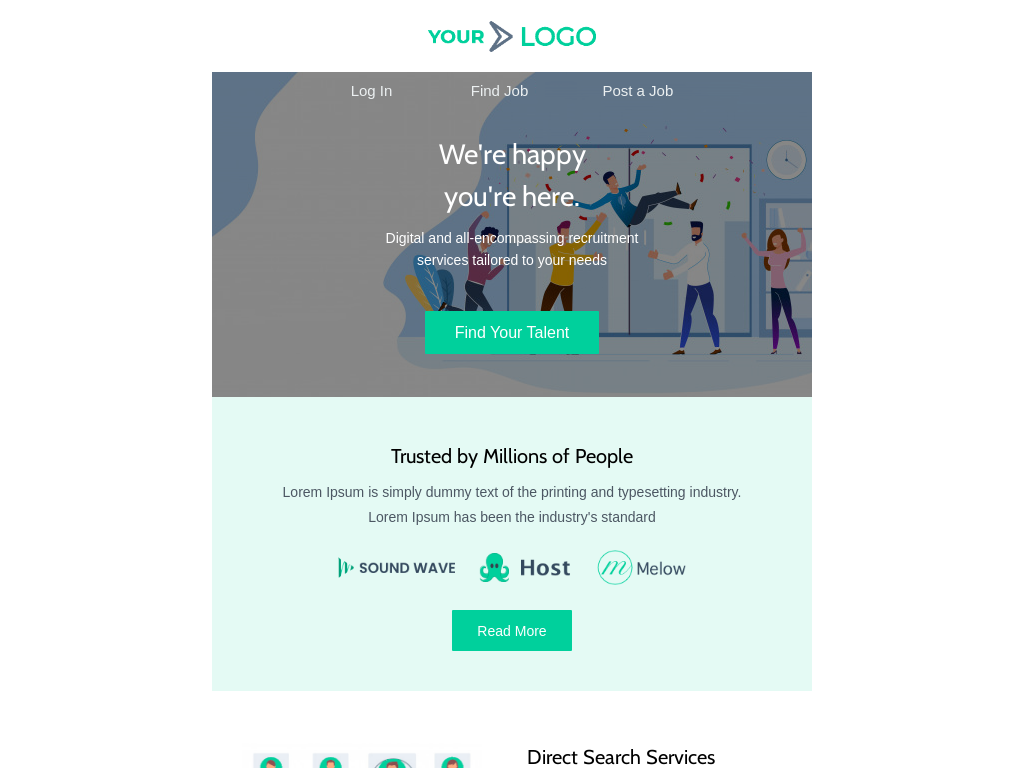 YOUR LOGO
Log In
Find Job
Post a Job
We're happy
you're here.
Digital and all-encompassing recruitment
services tailored to your needs
Find Your Talent
Trusted by Millions of People
Lorem Ipsum is simply dummy text of the printing and typesetting industry.
Lorem Ipsum has been the industry's standard
SOUND WAVE
Host
m Melow
Read More
Direct Search Services